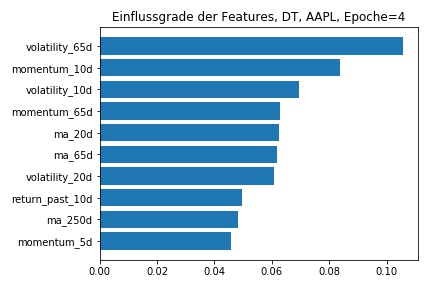 Einflussgrade der Features, DT, AAPL, Epoche=4
volatility_65d
momentum_10d
volatility_10d
momentum_65d
ma_20d
ma_65d
volatility_20d
return_past_10d
ma_250d
momentum_5d
0.00 0.02 0.04 0.06 0.08 0.10